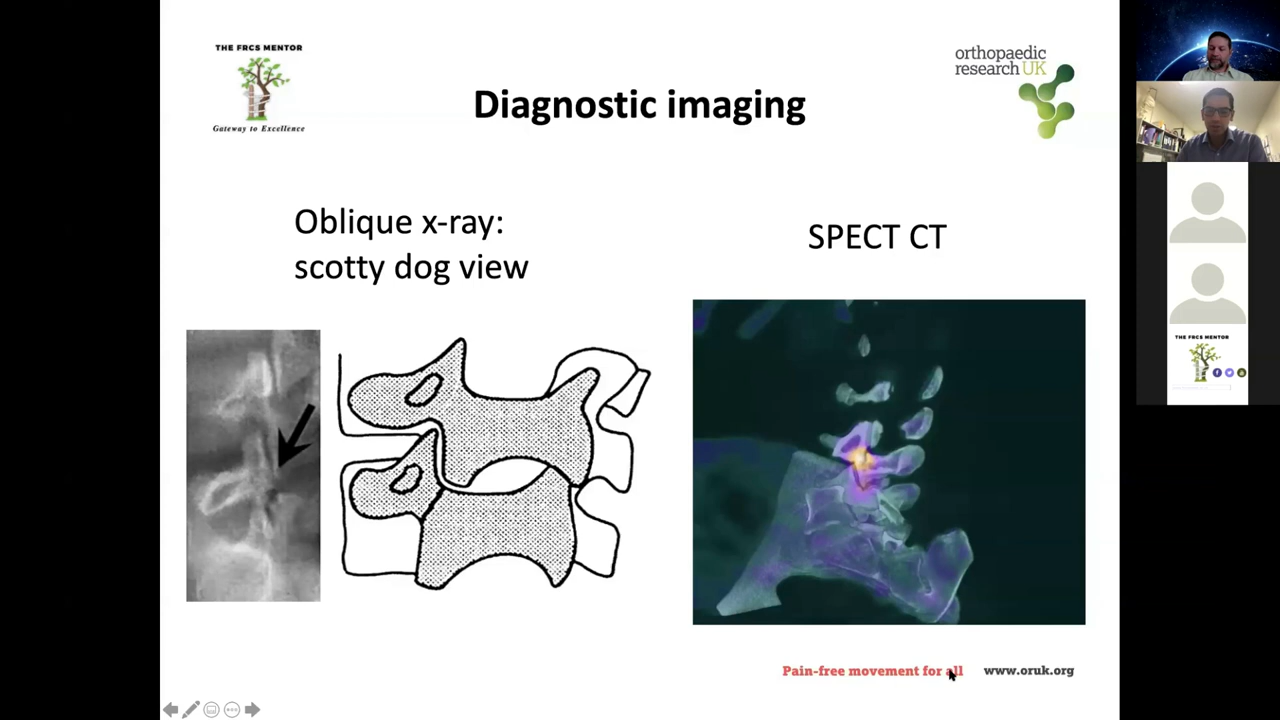 THE FRCS MENTOR
Gateway to Excellence
orthopaedic
research UK
Diagnostic imaging
Oblique x-ray:
scotty dog view
SPECT CT
Pain-free movement for all
www.oruk.org
THE FRCS MENTOR